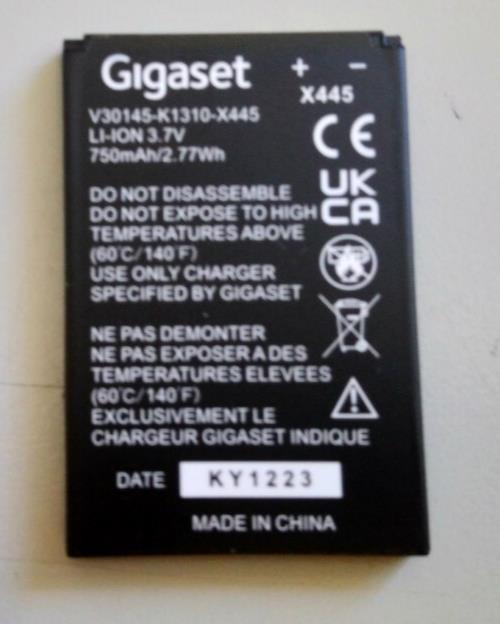 Gigaset + -
X445
V30145-K1310-X445
LI-ION 3.7V
750mAh/2.77Wh
CE
UK
CA
DO NOT DISASSEMBLE
DO NOT EXPOSE TO HIGH
TEMPERATURES ABOVE
(60°C/140°F)
USE ONLY CHARGER
SPECIFIED BY GIGASET
NE PAS DEMONTER
NE PAS EXPOSER A DES
TEMPERATURES ELEVEES
(60°C/140°F)
EXCLUSIVEMENT LE
CHARGEUR GIGASET INDIQUE
DATE KY1223
MADE IN CHINA